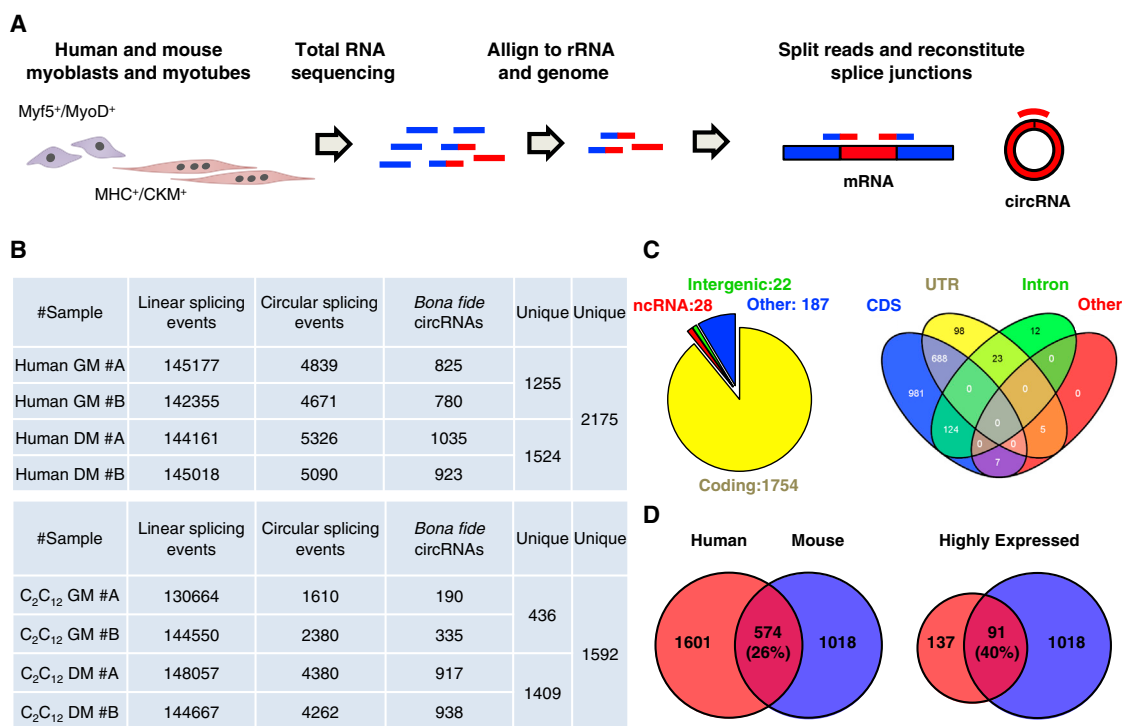 A
Human and mouse
myoblasts and myotubes
Total RNA
sequencing
Allign to rRNA
and genome
Split reads and reconstitute
splice junctions
Myf5⁺/MyoD⁺
MHC⁺/CKM⁺
mRNA
circRNA
B
#Sample
Linear splicing
events
Circular splicing
events
Bona fide
circRNAs
Unique
Unique
Human GM #A
145177
4839
825
Human GM #B
142355
4671
780
1255
Human DM #A
144161
5326
1035
Human DM #B
145018
5090
923
1524
2175
#Sample
Linear splicing
events
Circular splicing
events
Bona fide
circRNAs
Unique
Unique
C₂C₁₂ GM #A
130664
1610
190
C₂C₁₂ GM #B
144550
2380
335
436
C₂C₁₂ DM #A
148057
4380
917
C₂C₁₂ DM #B
144667
4262
938
1409
1592
C
Intergenic:22
ncRNA:28
Other: 187
Coding:1754
CDS
UTR
Intron
Other
98
12
688
23
0
981
0
0
0
124
0
5
0
0
7
D
Human
Mouse
1601
574
(26%)
1018
Highly Expressed
137
91
(40%)
1018